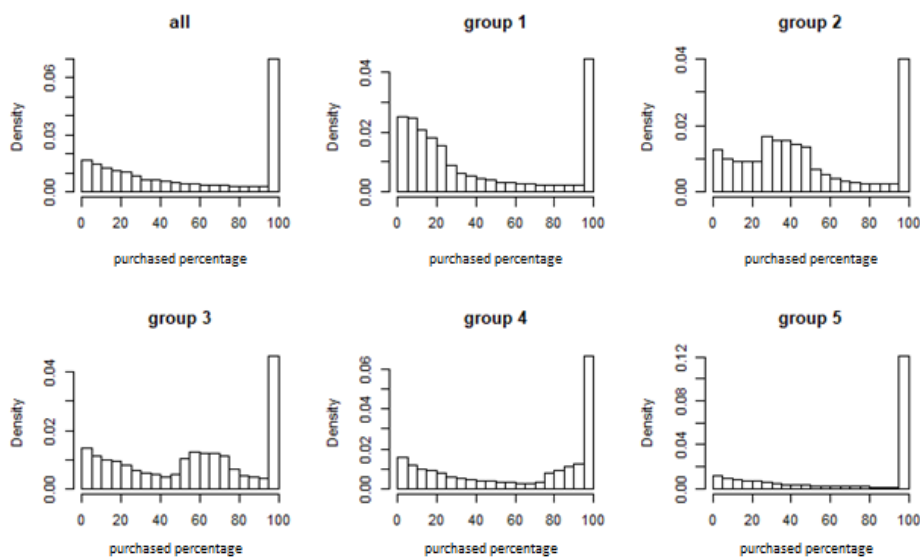 all
group 1
group 2
Density
0.00
0.03
0.06
0 20 40 60 80 100
purchased percentage
Density
0.00
0.02
0.04
0 20 40 60 80 100
purchased percentage
Density
0.00
0.02
0.04
0 20 40 60 80 100
purchased percentage
group 3
group 4
group 5
Density
0.00
0.02
0.04
0 20 40 60 80 100
purchased percentage
Density
0.00
0.02
0.04
0.06
0 20 40 60 80 100
purchased percentage
Density
0.00
0.04
0.08
0.12
0 20 40 60 80 100
purchased percentage